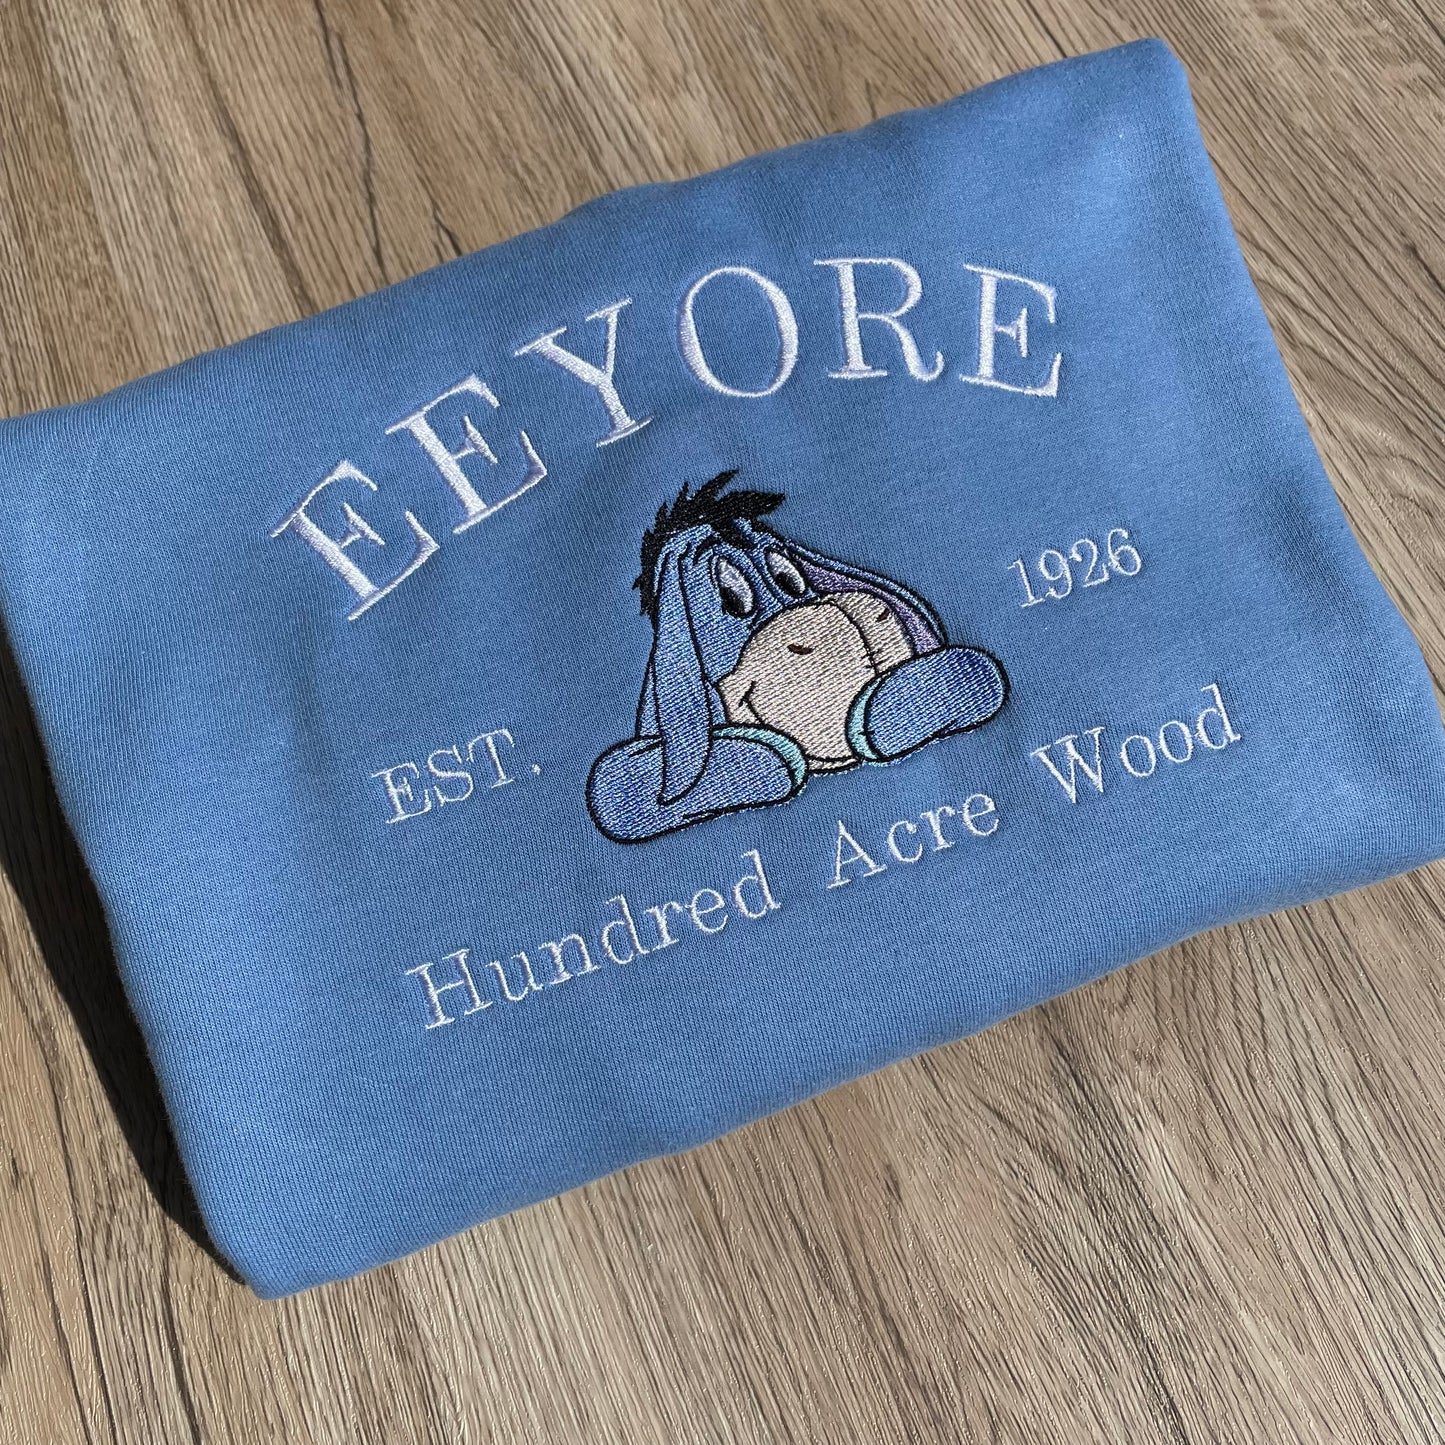 EEYORE
EST. 1926
Hundred Acre Wood